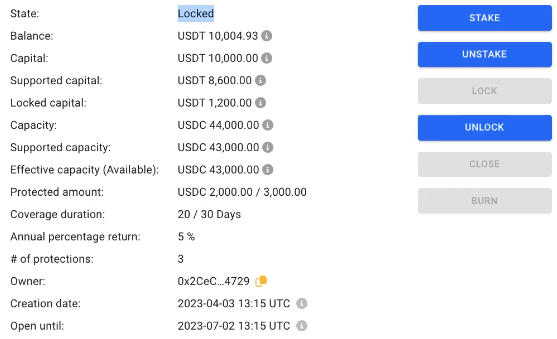 State: Locked
Balance: USDT 10,004.93
Capital: USDT 10,000.00
Supported capital: USDT 8,600.00
Locked capital: USDT 1,200.00
Capacity: USDC 44,000.00
Supported capacity: USDC 43,000.00
Effective capacity (Available): USDC 43,000.00
Protected amount: USDC 2,000.00 / 3,000.00
Coverage duration: 20 / 30 Days
Annual percentage return: 5 %
# of protections: 3
Owner: 0x2CeC...4729
Creation date: 2023-04-03 13:15 UTC
Open until: 2023-07-02 13:15 UTC
STAKE
UNSTAKE
LOCK
UNLOCK
CLOSE
BURN